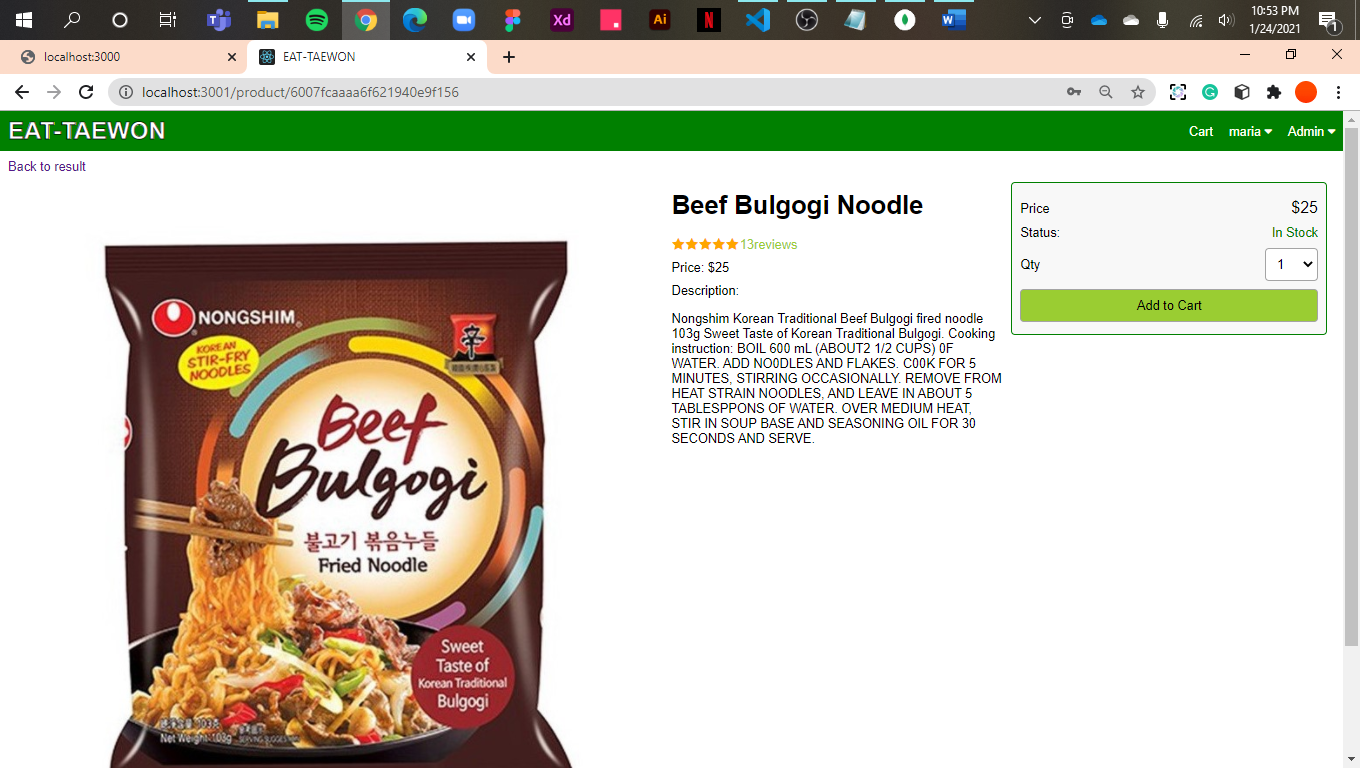 10:53 PM
1/24/2021
1
Xd
Ai
N
W
localhost:3000
EAT-TAEWON
localhost:3001/product/6007fcaaaa6f621940e9f156
EAT-TAEWON
Cart
maria
Admin
Back to result
Beef Bulgogi Noodle
13reviews
Price: $25
Description:
Nongshim Korean Traditional Beef Bulgogi fired noodle
103g Sweet Taste of Korean Traditional Bulgogi. Cooking
instruction: BOIL 600 mL (ABOUT2 1/2 CUPS) 0F
WATER. ADD NO0DLES AND FLAKES. C00K FOR 5
MINUTES, STIRRING OCCASIONALLY. REMOVE FROM
HEAT STRAIN NOODLES, AND LEAVE IN ABOUT 5
TABLESPPONS OF WATER. OVER MEDIUM HEAT,
STIR IN SOUP BASE AND SEASONING OIL FOR 30
SECONDS AND SERVE.
Price $25
Status: In Stock
Qty 1
Add to Cart
NONGSHIM
KOREAN
STIR-FRY
NOODLES
辛
Beef
Bulgogi
불고기 볶음누들
Fried Noodle
Sweet
Taste of
Korean Traditional
Bulgogi
Net Weight 103g